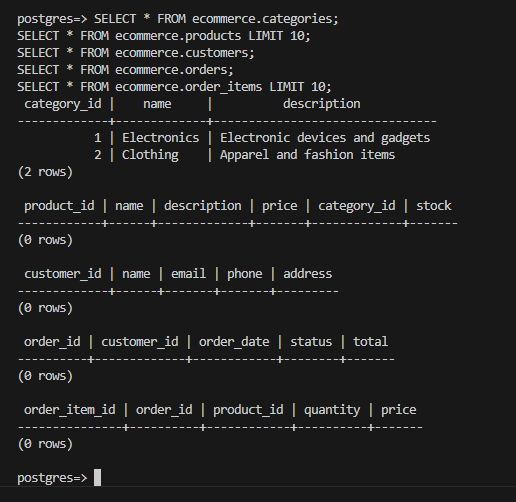 postgres=> SELECT * FROM ecommerce.categories;
SELECT * FROM ecommerce.products LIMIT 10;
SELECT * FROM ecommerce.customers;
SELECT * FROM ecommerce.orders;
SELECT * FROM ecommerce.order_items LIMIT 10;
 category_id |    name     |          description
-------------+-------------+--------------------------------
           1 | Electronics | Electronic devices and gadgets
           2 | Clothing    | Apparel and fashion items
(2 rows)

 product_id | name | description | price | category_id | stock
------------+------+-------------+-------+-------------+-------
(0 rows)

 customer_id | name | email | phone | address
-------------+------+-------+-------+---------
(0 rows)

 order_id | customer_id | order_date | status | total
----------+-------------+------------+--------+-------
(0 rows)

 order_item_id | order_id | product_id | quantity | price
---------------+----------+------------+----------+-------
(0 rows)

postgres=>